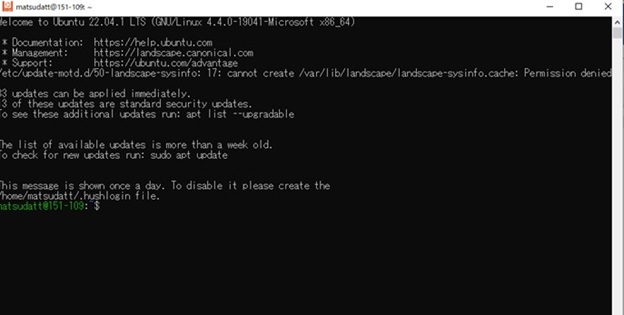 matsudatt@151-109: ~
Welcome to Ubuntu 22.04.1 LTS (GNU/Linux 4.4.0-19041-Microsoft x86_64)
* Documentation: https://help.ubuntu.com
* Management: https://landscape.canonical.com
* Support: https://ubuntu.com/advantage
/etc/update-motd.d/50-landscape-sysinfo: 17: cannot create /var/lib/landscape/landscape-sysinfo.cache: Permission denied
updates can be applied immediately.
of these updates are standard security updates.
To see these additional updates run: apt list --upgradable
The list of available updates is more than a week old.
To check for new updates run: sudo apt update
This message is shown once a day. To disable it please create the
/home/matsudatt/.hushlogin file.
matsudatt@151-109:~$